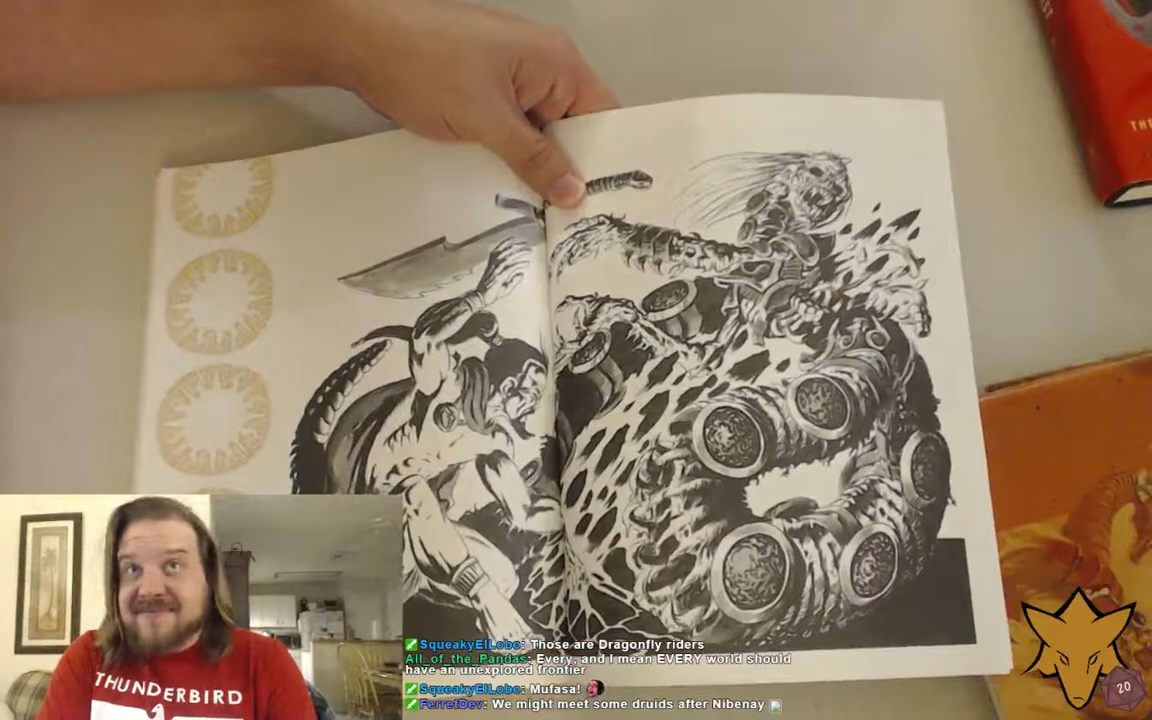 TH
THUNDERBIRD
SqueakyElLobo: Those are Dragonfly riders
All_of_the_Pandas: Every, and I mean EVERY world should
have an unexplored frontier
SqueakyElLobo: Mufasa!
FerretDev: We might meet some druids after Nibenay
20